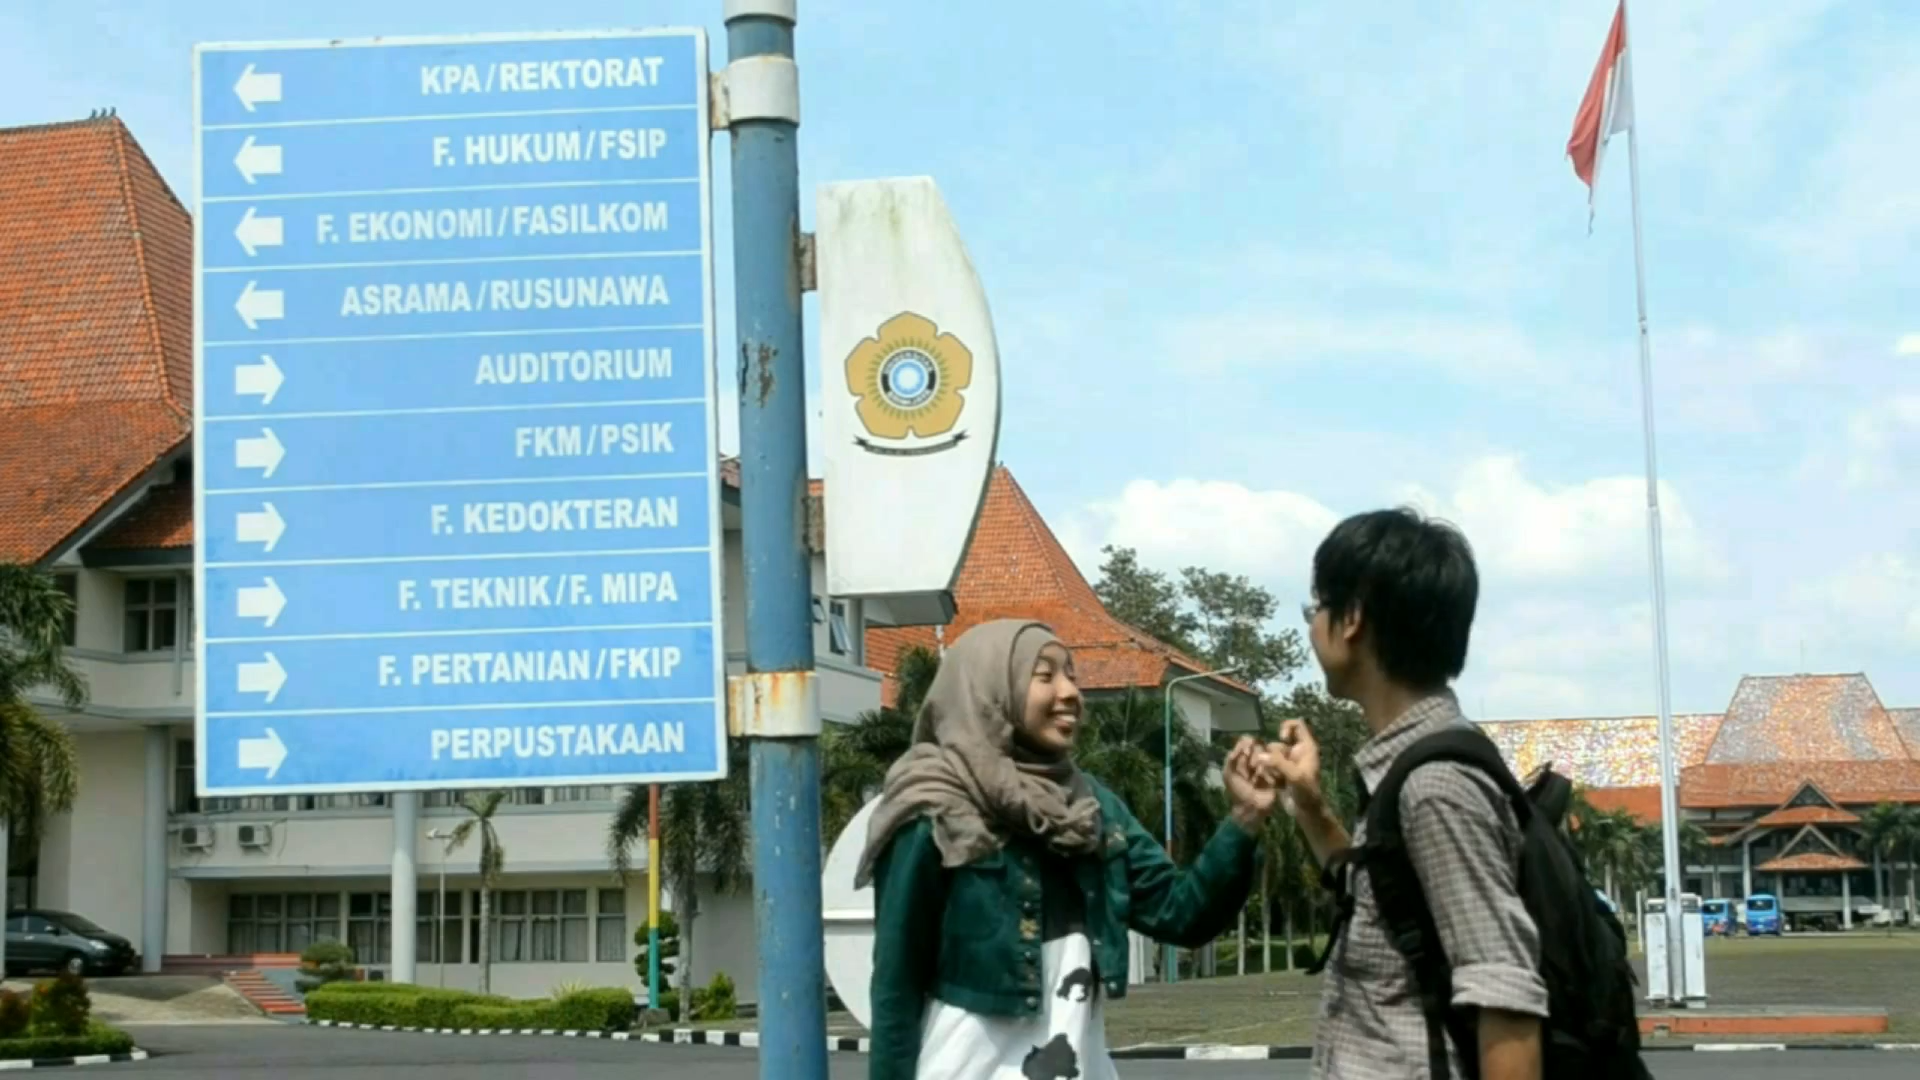 KPA/REKTORAT
F. HUKUM/FSIP
F. EKONOMI/FASILKOM
ASRAMA/RUSUNAWA
AUDITORIUM
FKM/PSIK
F. KEDOKTERAN
F. TEKNIK/F. MIPA
F. PERTANIAN/FKIP
PERPUSTAKAAN